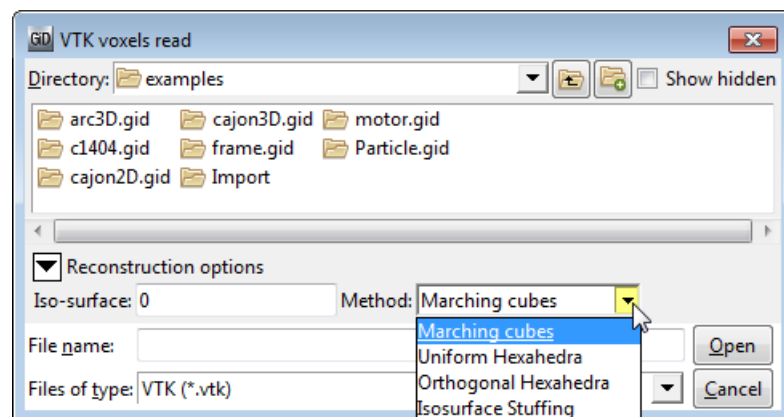 GiD VTK voxels read
Directory: examples Show hidden
arc3D.gid cajon3D.gid motor.gid
c1404.gid frame.gid Particle.gid
cajon2D.gid Import
Reconstruction options
Iso-surface: 0 Method: Marching cubes
Marching cubes
File name: Open
Uniform Hexahedra
Orthogonal Hexahedra
Files of type: VTK (*.vtk) Cancel
Isosurface Stuffing